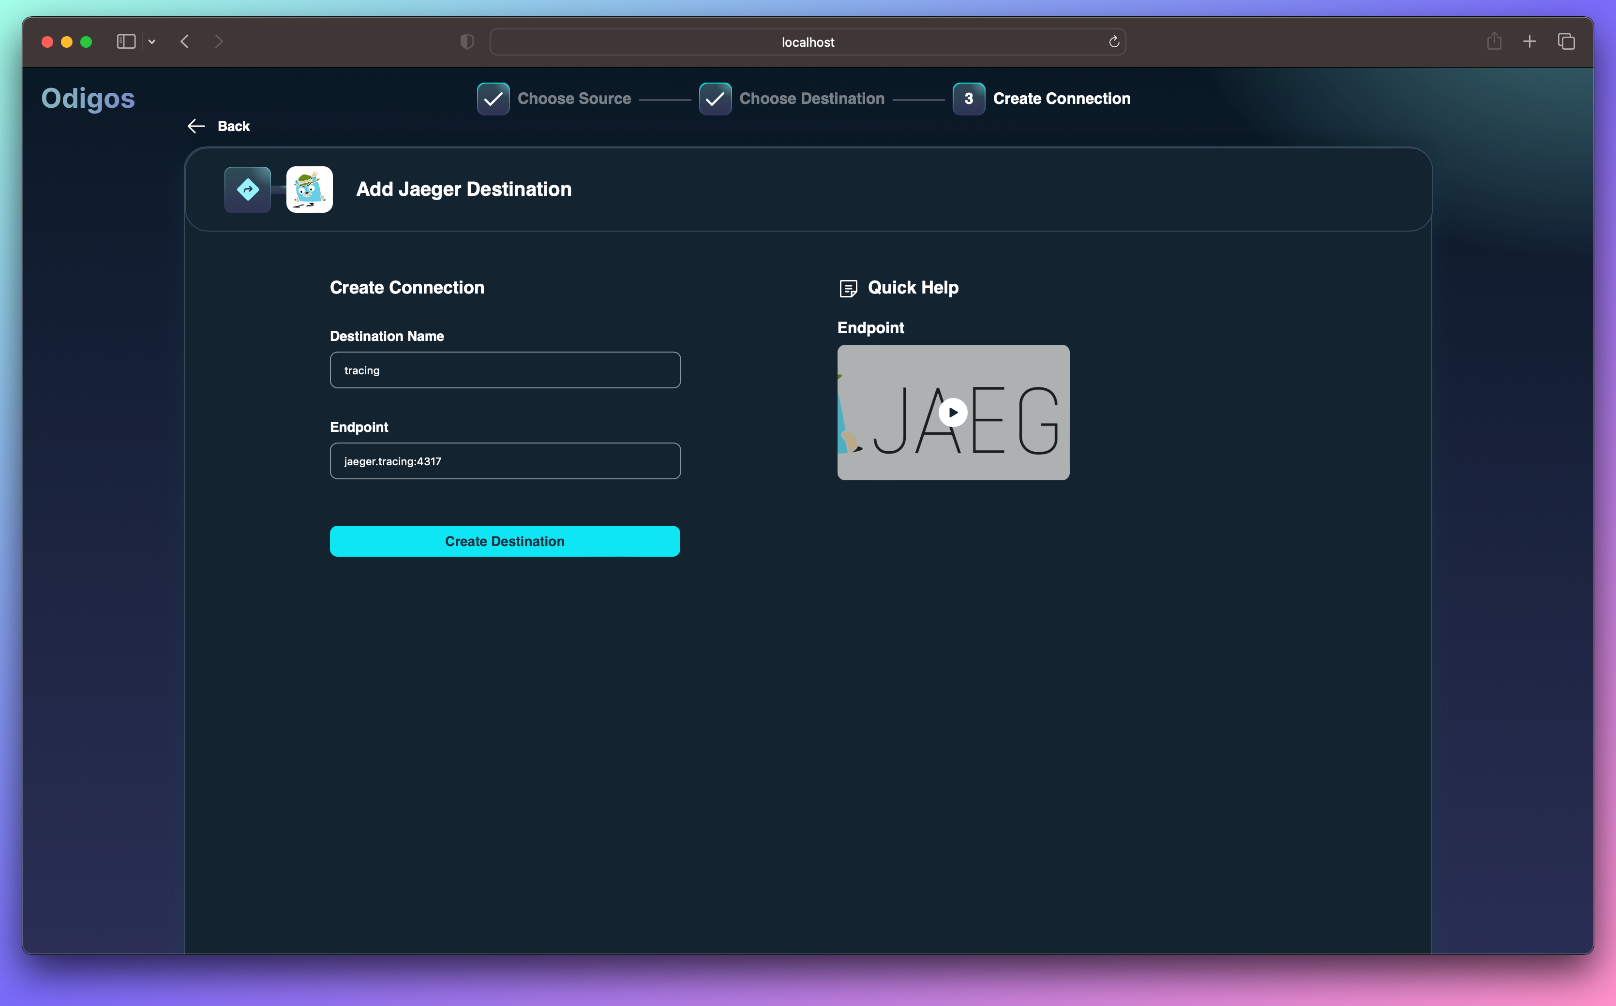 localhost
Odigos
Choose Source
Choose Destination
3 Create Connection
Back
Add Jaeger Destination
Create Connection
Destination Name
tracing
Endpoint
jaeger.tracing:4317
Create Destination
Quick Help
Endpoint
JAEG